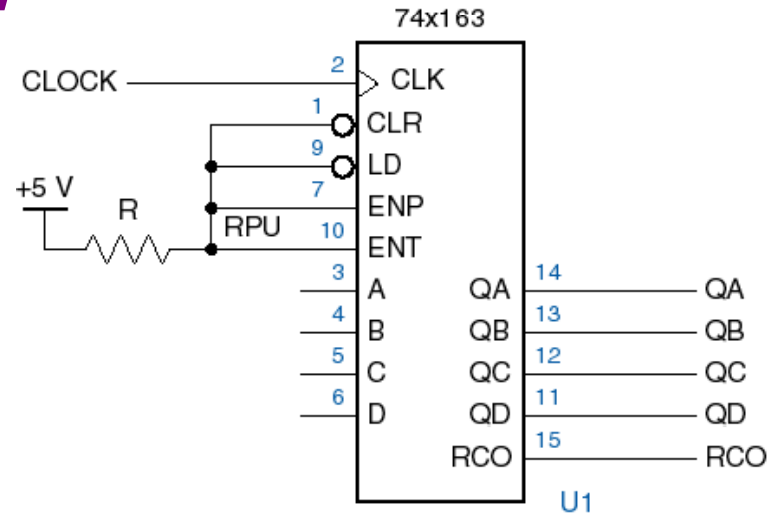 74x163
CLOCK
2
CLK
1
CLR
9
LD
+5 V
R
7
ENP
RPU
10
ENT
3
A
QA
14
QA
4
B
QB
13
QB
5
C
QC
12
QC
6
D
QD
11
QD
RCO
15
RCO
U1